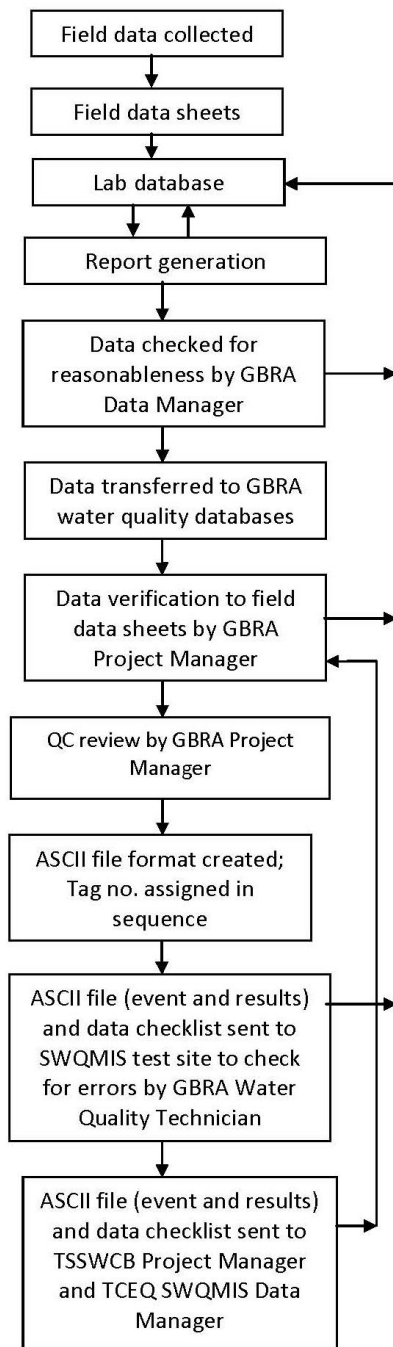 Field data collected
Field data sheets
Lab database
Report generation
Data checked for
reasonableness by GBRA
Data Manager
Data transferred to GBRA
water quality databases
Data verification to field
data sheets by GBRA
Project Manager
QC review by GBRA Project
Manager
ASCII file format created;
Tag no. assigned in
sequence
ASCII file (event and results)
and data checklist sent to
SWQMIS test site to check
for errors by GBRA Water
Quality Technician
ASCII file (event and results)
and data checklist sent to
TSSWCB Project Manager
and TCEQ SWQMIS Data
Manager